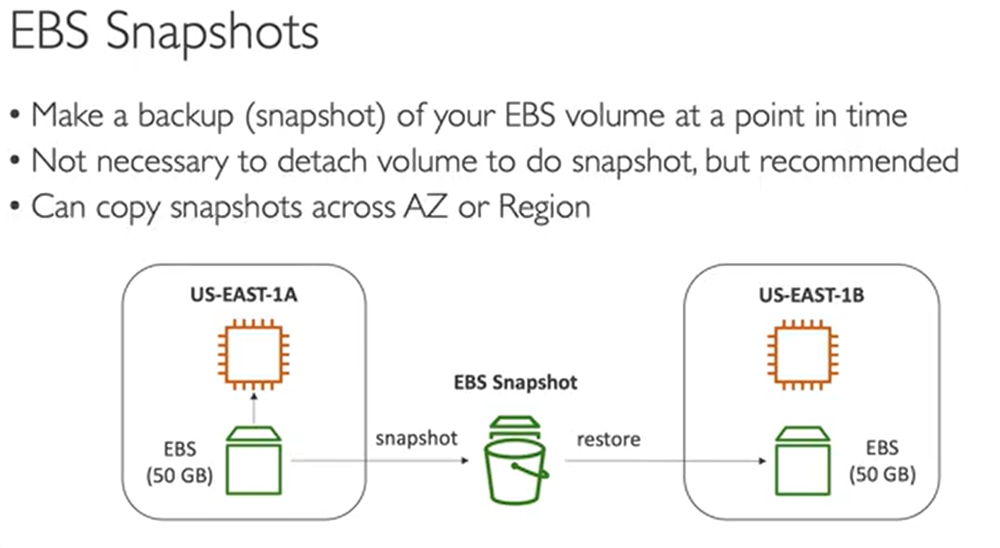 EBS Snapshots
• Make a backup (snapshot) of your EBS volume at a point in time
• Not necessary to detach volume to do snapshot, but recommended
• Can copy snapshots across AZ or Region
US-EAST-1A
US-EAST-1B
EBS Snapshot
snapshot
restore
EBS
(50 GB)
EBS
(50 GB)